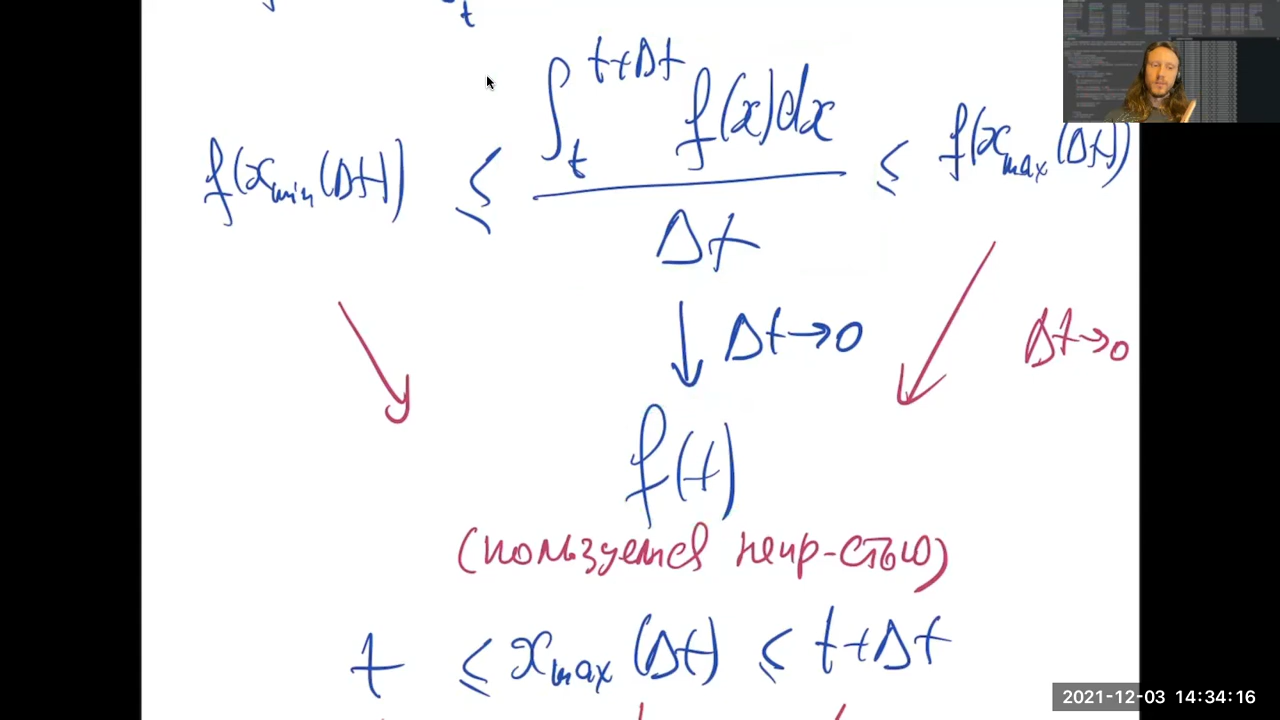 t
∫_t^{t+Δt} f(x)dx
f(x_min(Δt)) ≤ ――― ≤ f(x_max(Δt))
Δt
↓ Δt→0 Δt→0
f(t)
(пользуемся непр-стью)
t ≤ x_max(Δt) ≤ t+Δt
2021-12-03 14:34:16